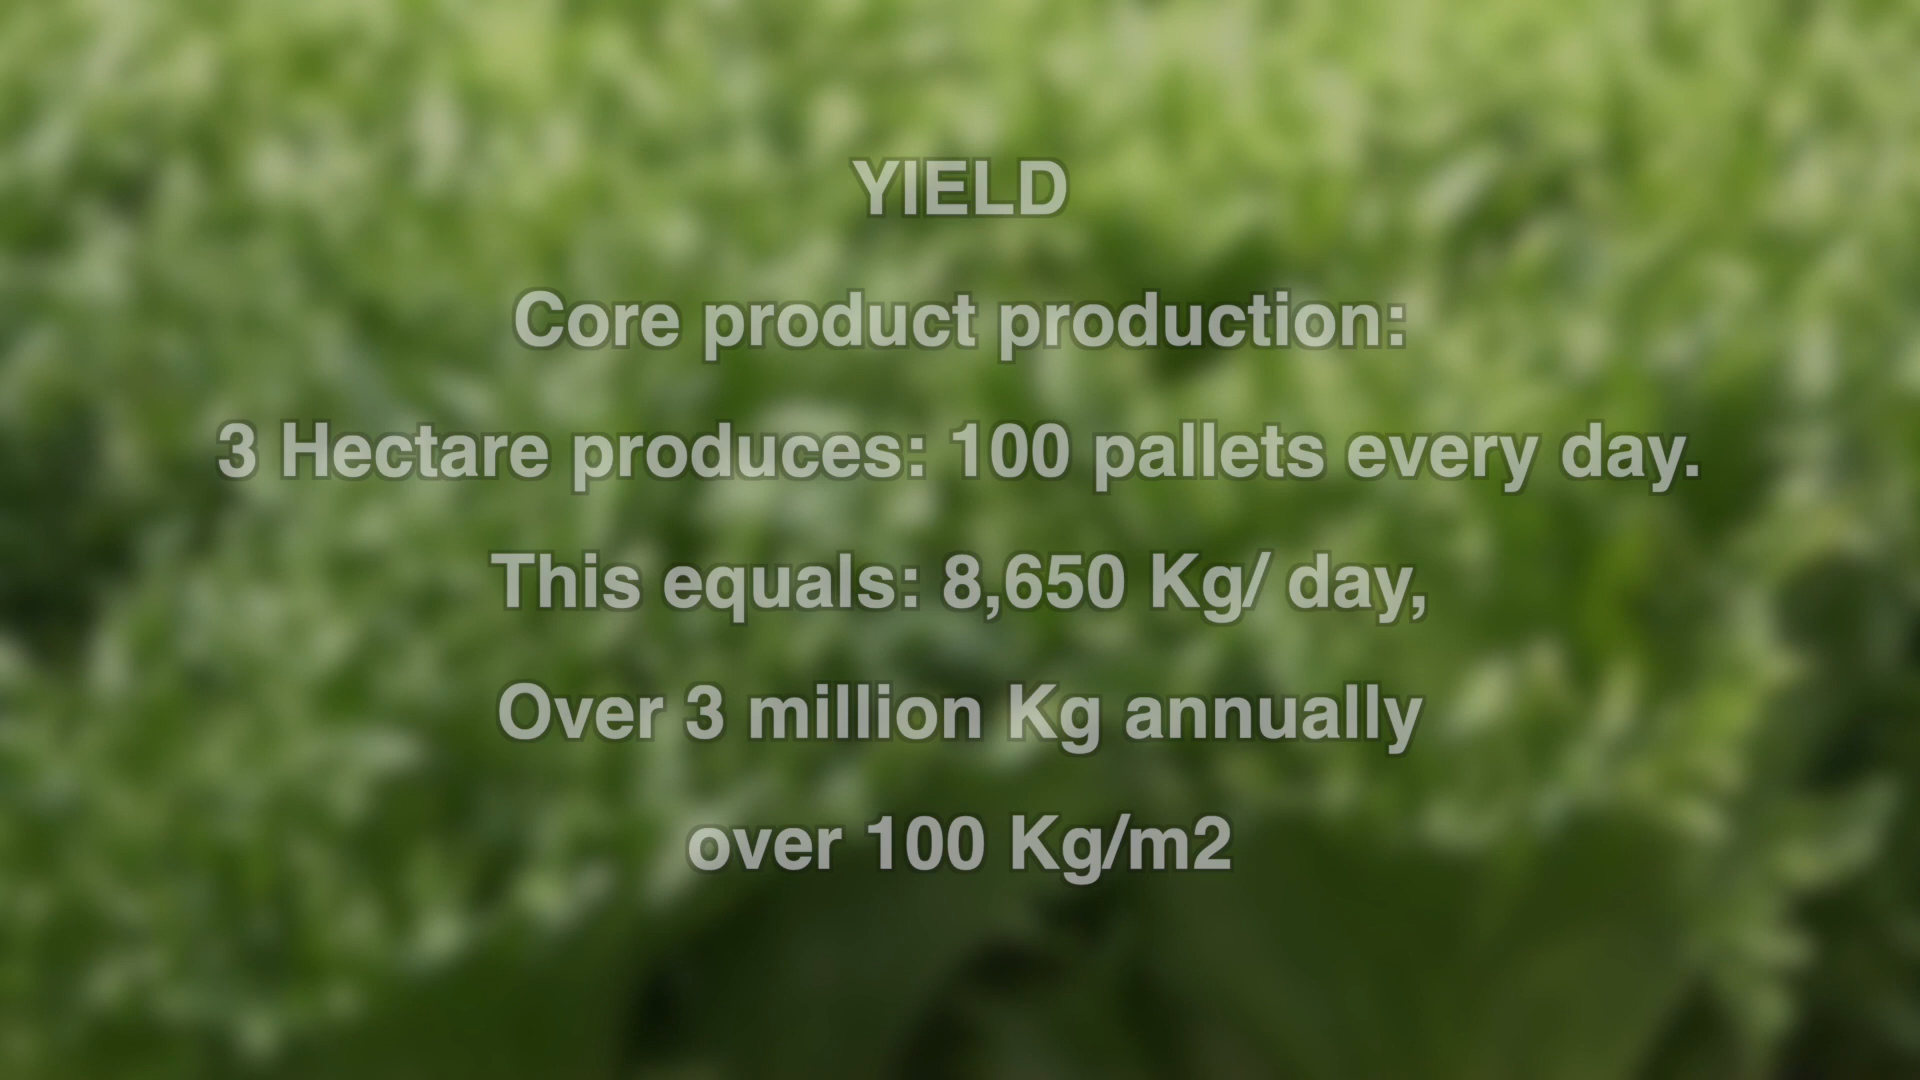 YIELD
Core product production:
3 Hectare produces: 100 pallets every day.
This equals: 8,650 Kg/ day,
Over 3 million Kg annually
over 100 Kg/m2